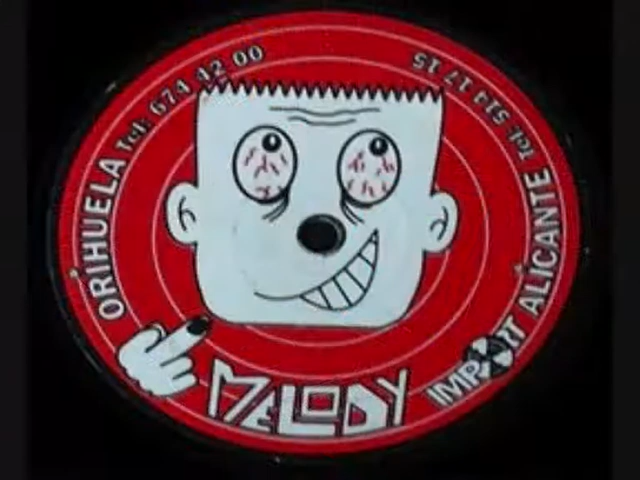 ORIHUELA Tel: 674 42 00
Tel: 514 17 15
ALICANTE
MELODY
IMPORT